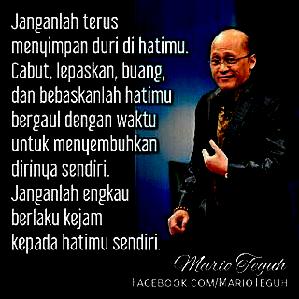 Janganlah terus
menyimpan duri di hatimu.
Cabut, lepaskan, buang,
dan bebaskanlah hatimu
bergaul dengan waktu
untuk menyembuhkan
dirinya sendiri.
Janganlah engkau
berlaku kejam
kepada hatimu sendiri.
Mario Teguh
FACEBOOK.COM/MARIOTEGUH